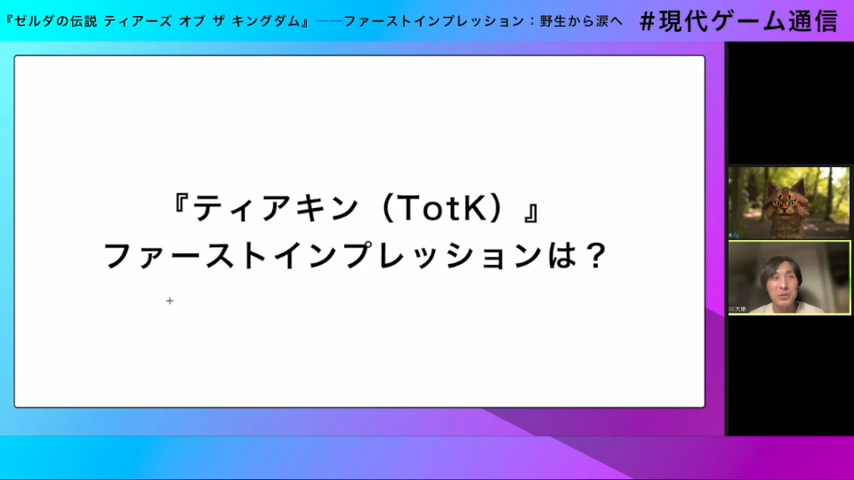 『ゼルダの伝説 ティアーズ オブ ザ キングダム』──ファーストインプレッション：野生から涙へ
#現代ゲーム通信
『ティアキン（TotK）』
ファーストインプレッションは？